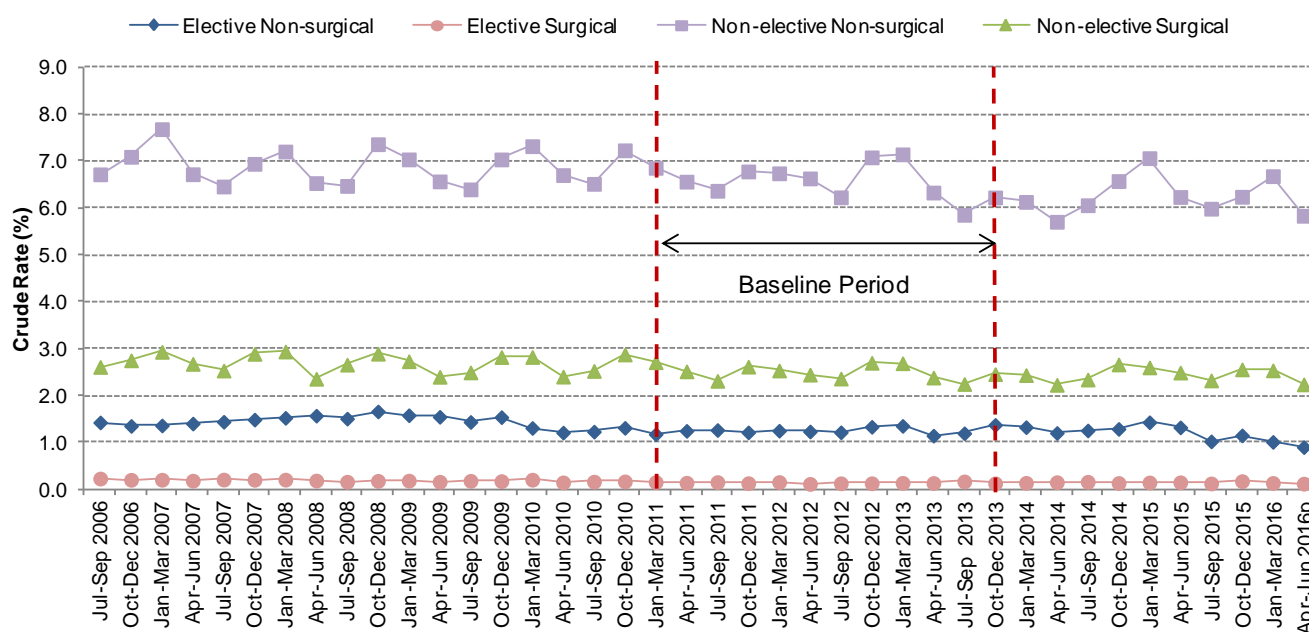 Elective Non-surgical Elective Surgical Non-elective Non-surgical Non-elective Surgical
9.0
8.0
7.0
6.0
5.0
4.0
3.0
2.0
1.0
0.0
Crude Rate (%)
Baseline Period
Jul-Sep 2006
Oct-Dec 2006
Jan-Mar 2007
Apr-Jun 2007
Jul-Sep 2007
Oct-Dec 2007
Jan-Mar 2008
Apr-Jun 2008
Jul-Sep 2008
Oct-Dec 2008
Jan-Mar 2009
Apr-Jun 2009
Jul-Sep 2009
Oct-Dec 2009
Jan-Mar 2010
Apr-Jun 2010
Jul-Sep 2010
Oct-Dec 2010
Jan-Mar 2011
Apr-Jun 2011
Jul-Sep 2011
Oct-Dec 2011
Jan-Mar 2012
Apr-Jun 2012
Jul-Sep 2012
Oct-Dec 2012
Jan-Mar 2013
Apr-Jun 2013
Jul-Sep 2013
Oct-Dec 2013
Jan-Mar 2014
Apr-Jun 2014
Jul-Sep 2014
Oct-Dec 2014
Jan-Mar 2015
Apr-Jun 2015
Jul-Sep 2015
Oct-Dec 2015
Jan-Mar 2016
Apr-Jun 2016p